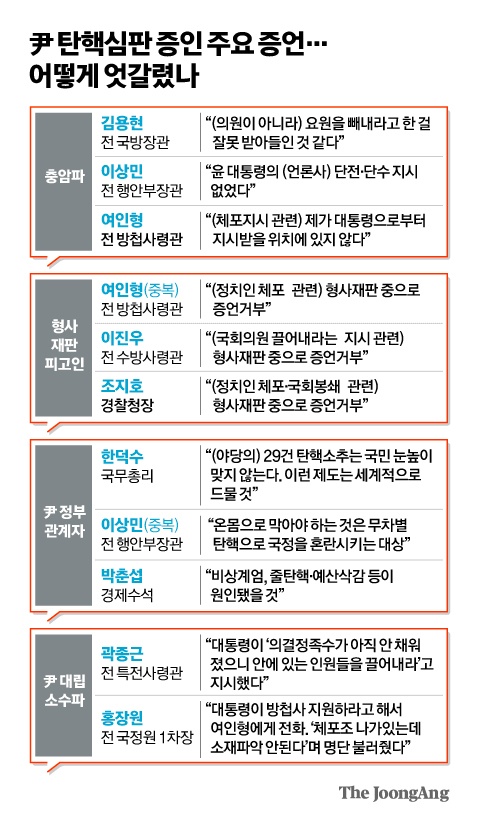 尹 탄핵심판 증인 주요 증언…
어떻게 엇갈렸나
충암파
김용현
전 국방장관
“(의원이 아니라) 요원을 빼내라고 한 걸
잘못 받아들인 것 같다”
이상민
전 행안부장관
“윤 대통령의 (언론사) 단전·단수 지시
없었다”
여인형
전 방첩사령관
“(체포지시 관련) 제가 대통령으로부터
지시받을 위치에 있지 않다”
형사
재판
피고인
여인형(중복)
전 방첩사령관
“(정치인 체포 관련) 형사재판 중으로
증언거부”
이진우
전 수방사령관
“(국회의원 끌어내라는 지시 관련)
형사재판 중으로 증언거부”
조지호
경찰청장
“(정치인 체포·국회봉쇄 관련)
형사재판 중으로 증언거부”
尹 정부
관계자
한덕수
국무총리
“(야당의) 29건 탄핵소추는 국민 눈높이
맞지 않는다. 이런 제도는 세계적으로
드물 것”
이상민(중복)
전 행안부장관
“온몸으로 막아야 하는 것은 무차별
탄핵으로 국정을 혼란시키는 대상”
박춘섭
경제수석
“비상계엄, 줄탄핵·예산삭감 등이
원인됐을 것”
尹 대립
소수파
곽종근
전 특전사령관
“대통령이 ‘의결정족수가 아직 안 채워
졌으니 안에 있는 인원들을 끌어내라’고
지시했다”
홍장원
전 국정원 1차장
“대통령이 방첩사 지원하라고 해서
여인형에게 전화. ‘체포조 나가있는데
소재파악 안된다’며 명단 불러줬다”
The JoongAng